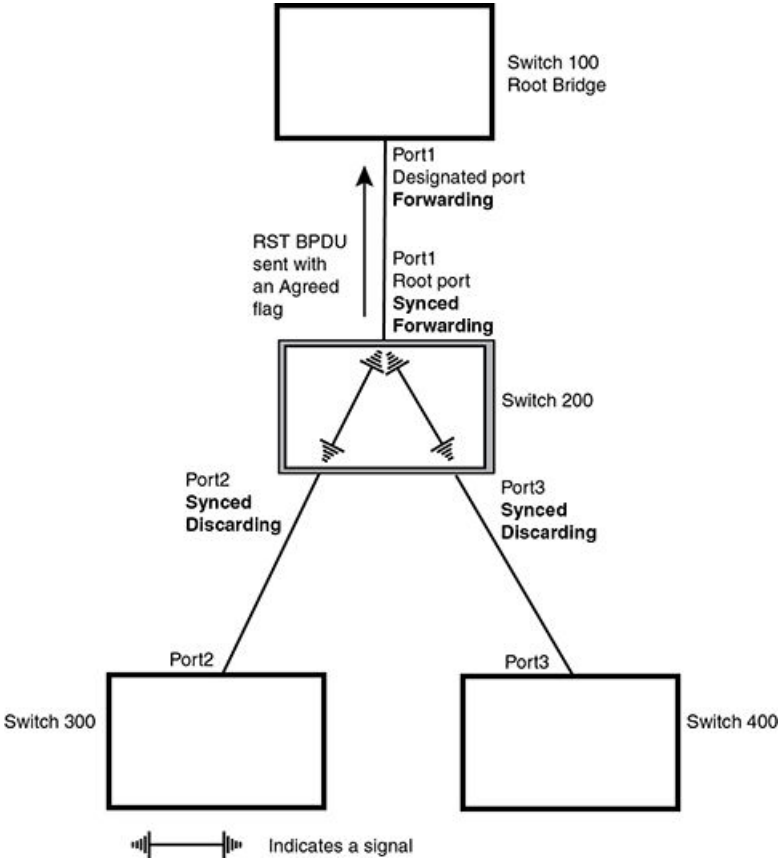 Switch 100
Root Bridge
Port1
Designated port
Forwarding
RST BPDU
sent with
an Agreed
flag
Port1
Root port
Synced
Forwarding
Switch 200
Port2
Synced
Discarding
Port3
Synced
Discarding
Port2
Port3
Switch 300
Switch 400
Indicates a signal